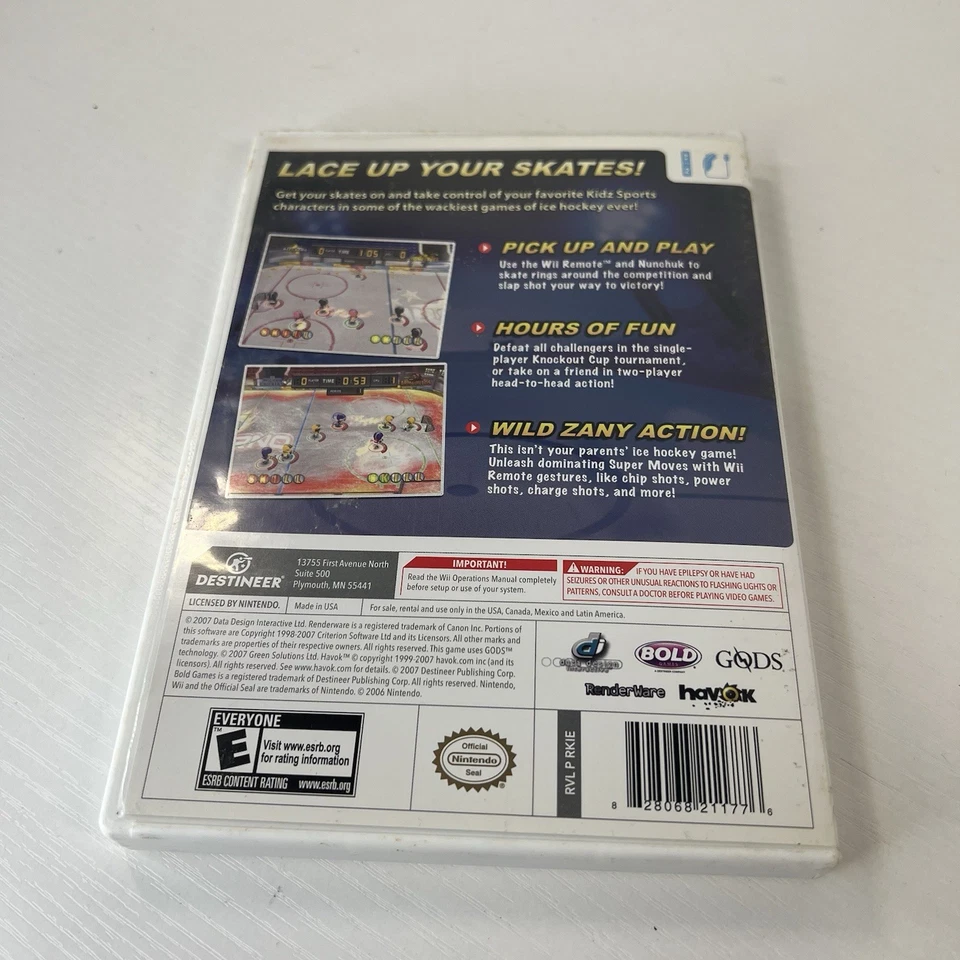 LACE UP YOUR SKATES!
Get your skates on and take control of your favorite Kidz Sports
characters in some of the wackiest games of ice hockey ever!
0 TIME 1:05 0
PICK UP AND PLAY
Use the Wii Remote™ and Nunchuk to
skate rings around the competition and
slap shot your way to victory!
HOURS OF FUN
Defeat all challengers in the single-
player Knockout Cup tournament,
or take on a friend in two-player
head-to-head action!
0 TIME 0:53 1
WILD ZANY ACTION!
This isn't your parents' ice hockey game!
Unleash dominating Super Moves with Wii
Remote gestures, like chip shots, power
shots, charge shots, and more!
DESTINEER®
13755 First Avenue North
Suite 500
Plymouth, MN 55441
IMPORTANT!
Read the Wii Operations Manual completely
before setup or use of your system.
WARNING: IF YOU HAVE EPILEPSY OR HAVE HAD
SEIZURES OR OTHER UNUSUAL REACTIONS TO FLASHING LIGHTS OR
PATTERNS, CONSULT A DOCTOR BEFORE PLAYING VIDEO GAMES.
LICENSED BY NINTENDO.
Made in USA
For sale, rental and use only in the USA, Canada, Mexico and Latin America.
© 2007 Data Design Interactive Ltd. Renderware is a registered trademark of Canon Inc. Portions of
this software are Copyright 1998-2007 Criterion Software Ltd and its Licensors. All other marks and
trademarks are properties of their respective owners. All rights reserved. This game uses GODS™
technology. © 2007 Green Solutions Ltd. Havok™ © copyright 1999-2007 havok.com inc (and its
licensors). All rights reserved. See www.havok.com for details. © 2007 Destineer Publishing Corp.
Bold Games is a registered trademark of Destineer Publishing Corp. All rights reserved. Nintendo,
Wii and the Official Seal are trademarks of Nintendo. © 2006 Nintendo.
di
data design
BOLD
GAMES
GODS
RenderWare
havok
EVERYONE
™
E
Visit www.esrb.org
for rating information
ESRB CONTENT RATING www.esrb.org
Official
Nintendo®
Seal
RVL P RKIE
8 28068 21177 6